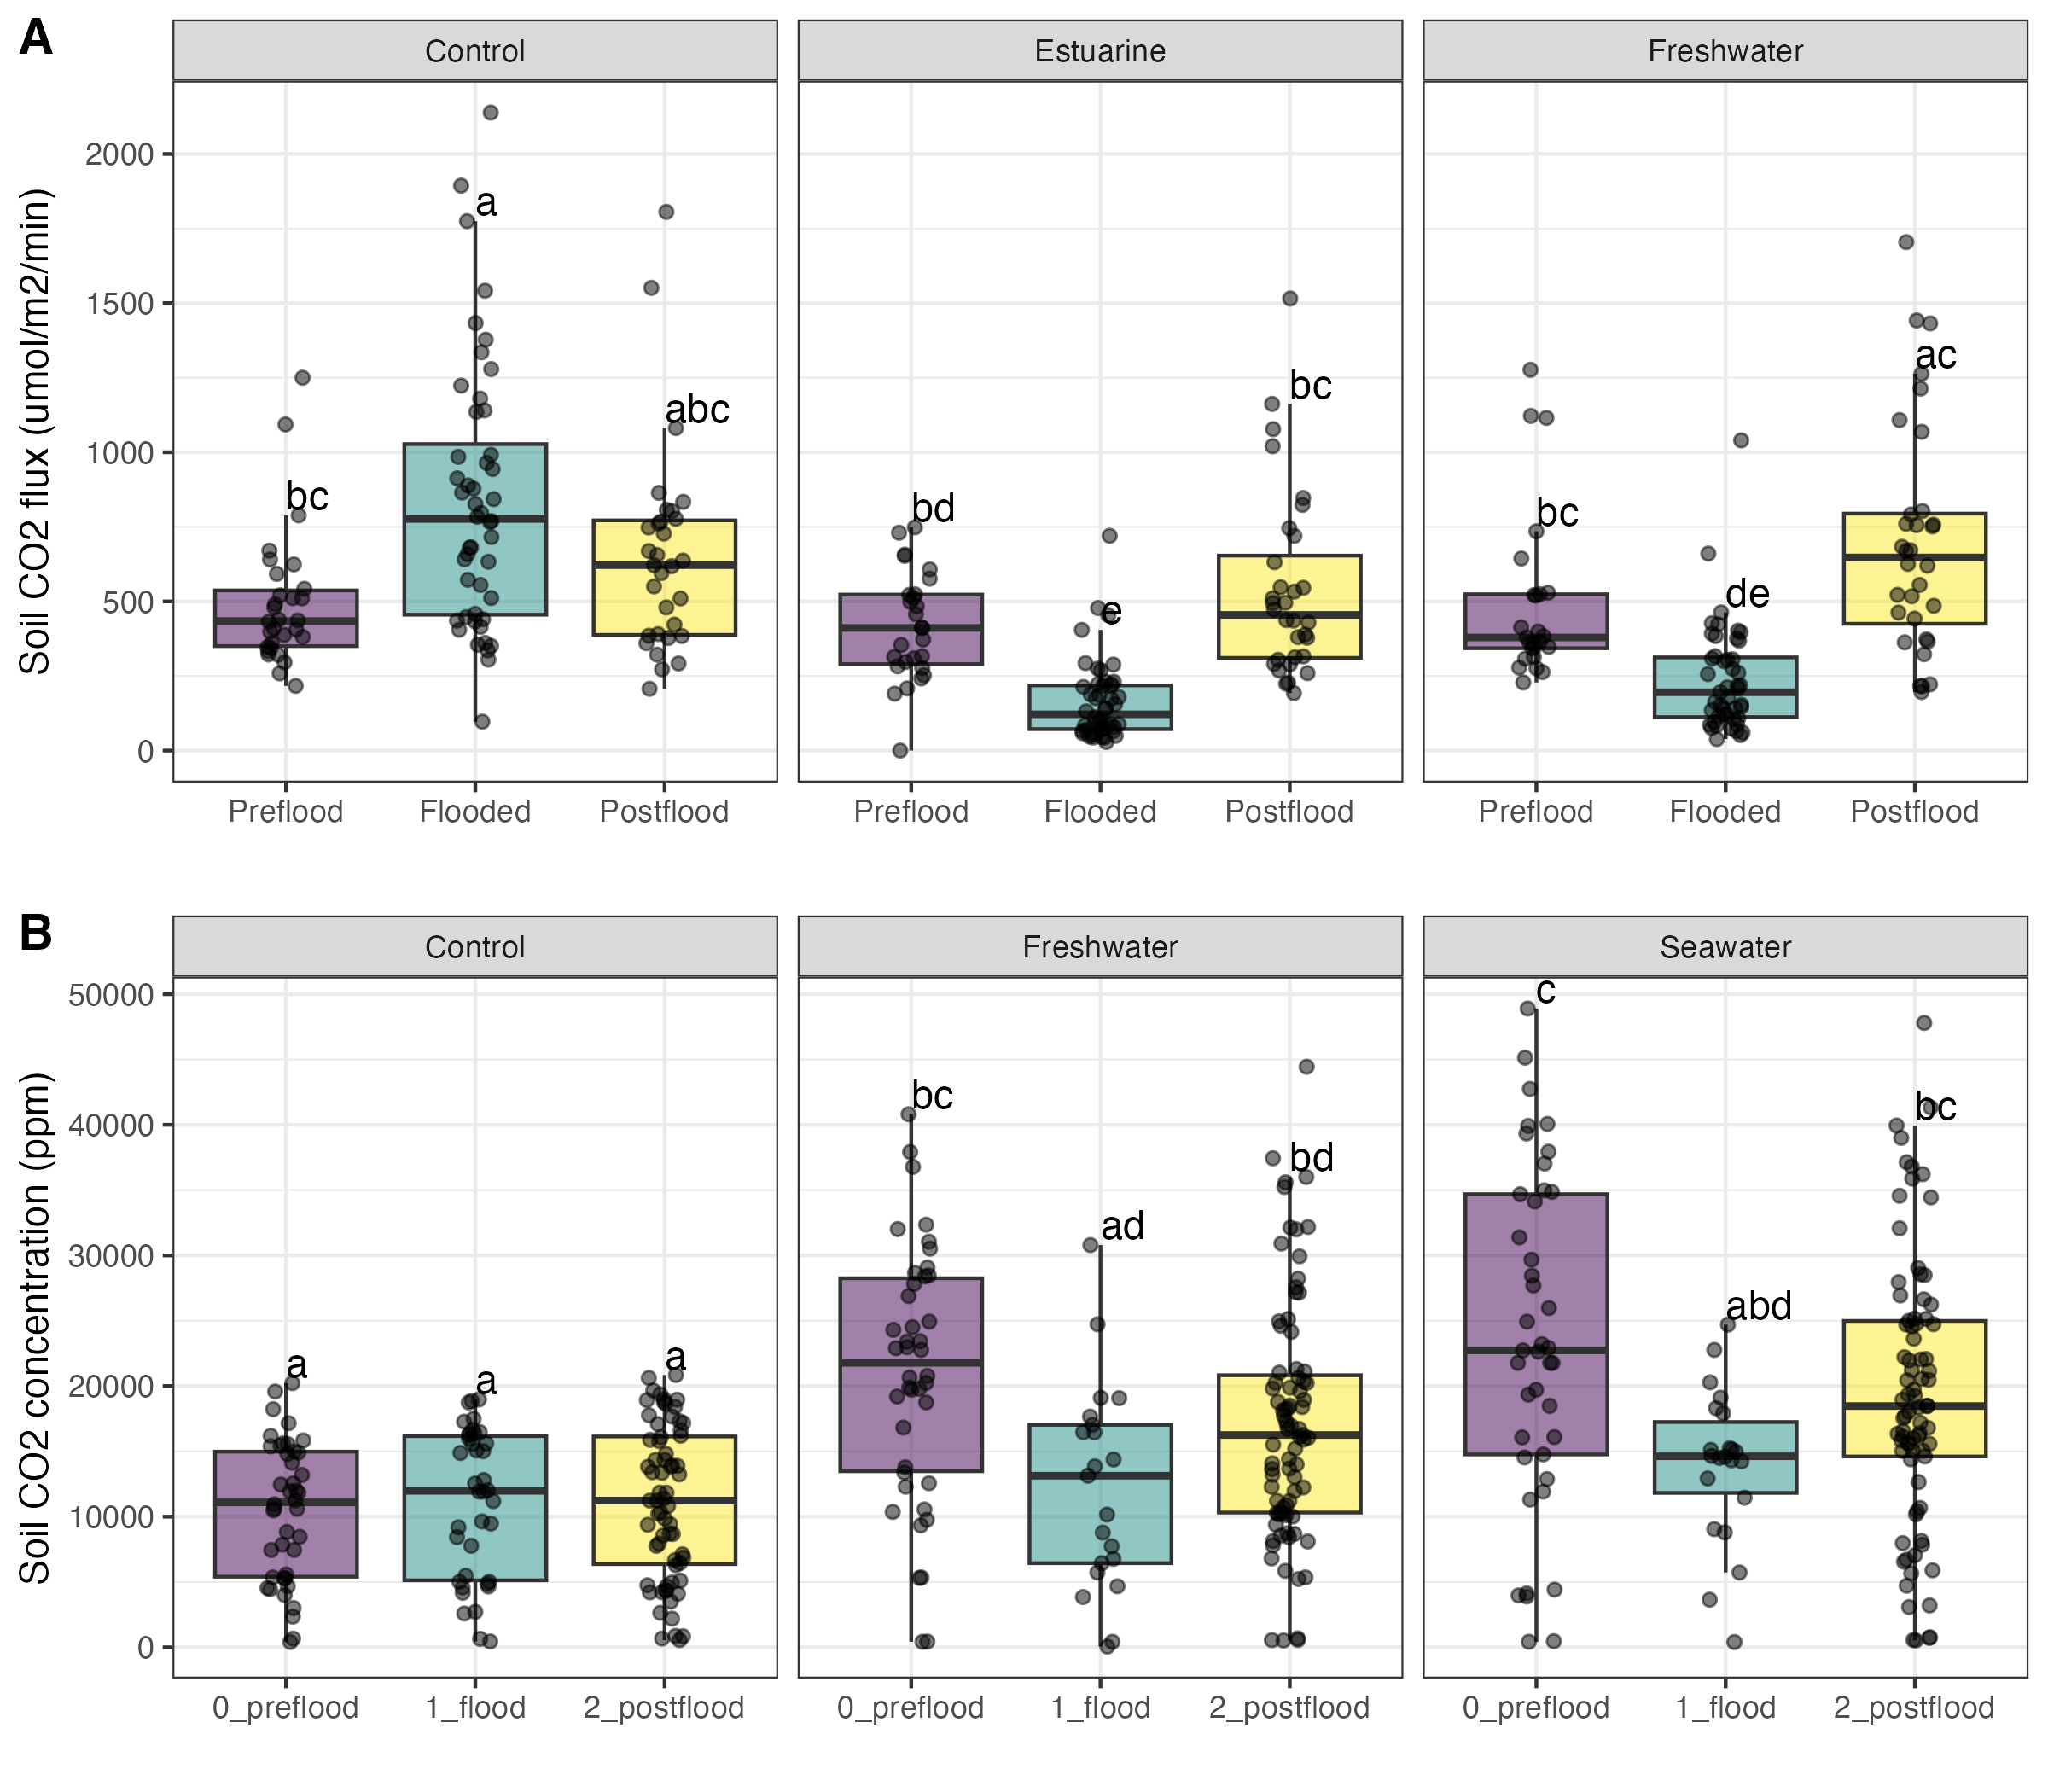 A
Control Estuarine Freshwater
Soil CO2 flux (umol/m2/min)
2000
1500
1000
500
0
bc a abc bd e bc bc de ac
Preflood Flooded Postflood Preflood Flooded Postflood Preflood Flooded Postflood
B
Control Freshwater Seawater
Soil CO2 concentration (ppm)
50000
40000
30000
20000
10000
0
a a a bc ad bd c abd bc
0_preflood 1_flood 2_postflood 0_preflood 1_flood 2_postflood 0_preflood 1_flood 2_postflood